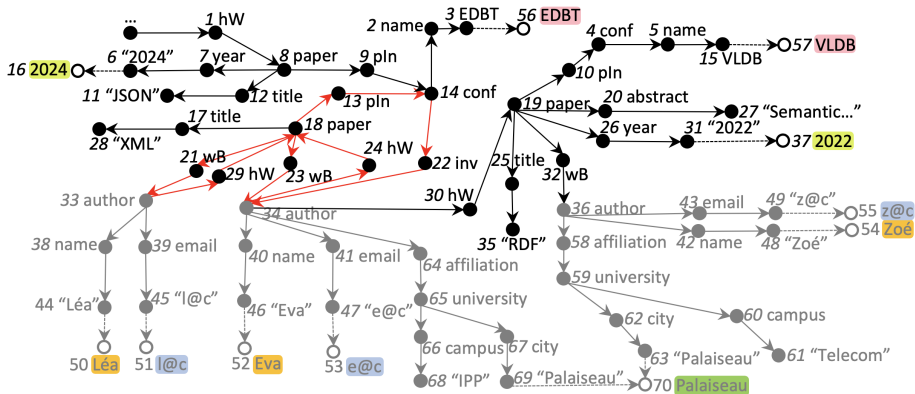 ... 1 hW
2 name 3 EDBT 56 EDBT
4 conf 5 name 15 VLDB 57 VLDB
16 2024 6 “2024” 7 year 8 paper 9 pIn 10 pIn
11 “JSON” 12 title 13 pIn 14 conf
19 paper 20 abstract 27 “Semantic...”
28 “XML” 17 title 18 paper
26 year 31 “2022” 37 2022
21 wB 29 hW 23 wB 24 hW 22 inv 25 title 32 wB
30 hW
33 author 34 author 35 “RDF” 36 author 43 email 49 “z@c” 55 z@c
42 name 48 “Zoé” 54 Zoé
38 name 39 email 40 name 41 email 64 affiliation 58 affiliation
59 university
44 “Léa” 45 “l@c” 46 “Eva” 47 “e@c” 65 university 62 city 60 campus
66 campus 67 city 63 “Palaiseau” 61 “Telecom”
50 Léa 51 l@c 52 Eva 53 e@c
68 “IPP” 69 “Palaiseau” 70 Palaiseau